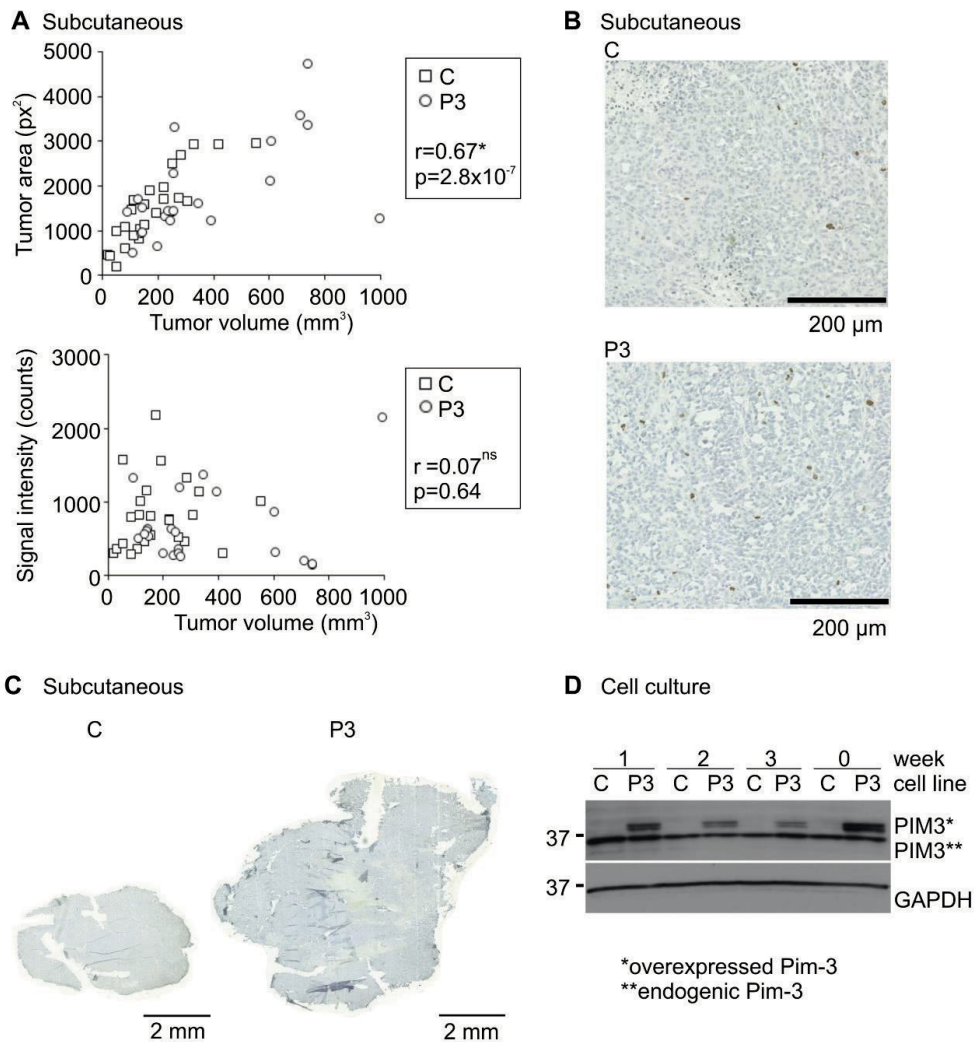 A Subcutaneous
5000
4000
3000
2000
1000
0
Tumor area (px²)
0 200 400 600 800 1000
Tumor volume (mm³)
C
P3
r=0.67*
p=2.8x10⁻⁷
3000
2000
1000
0
Signal intensity (counts)
0 200 400 600 800 1000
Tumor volume (mm³)
C
P3
r =0.07ⁿˢ
p=0.64
B Subcutaneous
C
200 µm
P3
200 µm
C Subcutaneous
C P3
2 mm 2 mm
D Cell culture
1 2 3 0 week
C P3 C P3 C P3 C P3 cell line
37
PIM3*
PIM3**
37
GAPDH
*overexpressed Pim-3
**endogenic Pim-3